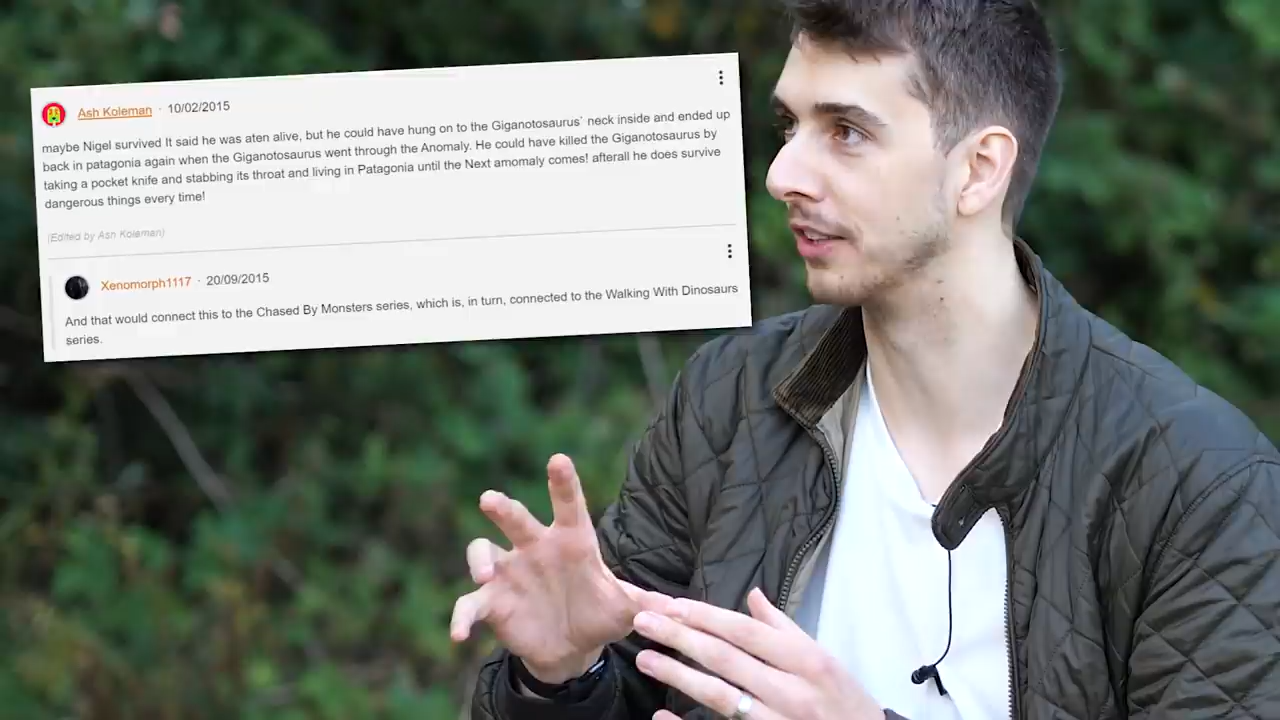 Ash Koleman · 10/02/2015
maybe Nigel survived It said he was aten alive, but he could have hung on to the Giganotosaurus´ neck inside and ended up
back in patagonia again when the Giganotosaurus went through the Anomaly. He could have killed the Giganotosaurus by
taking a pocket knife and stabbing its throat and living in Patagonia until the Next amomaly comes! afterall he does survive
dangerous things every time!
(Edited by Ash Koleman)
Xenomorph1117 · 20/09/2015
And that would connect this to the Chased By Monsters series, which is, in turn, connected to the Walking With Dinosaurs
series.